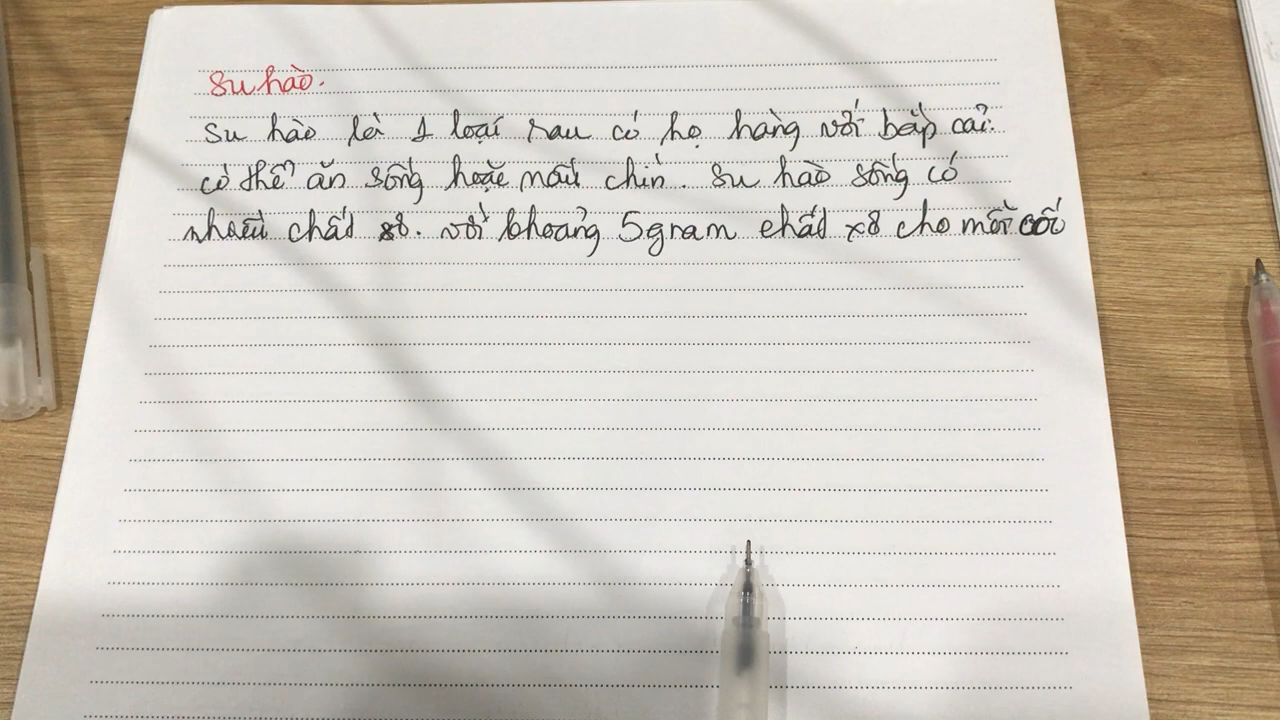 Su hào.
Su hào là 1 loại rau có họ hàng với bắp cải.
có thể ăn sống hoặc nấu chín. Su hào sống có
nhiều chất xơ. với khoảng 5gram chất xơ cho mỗi cốc